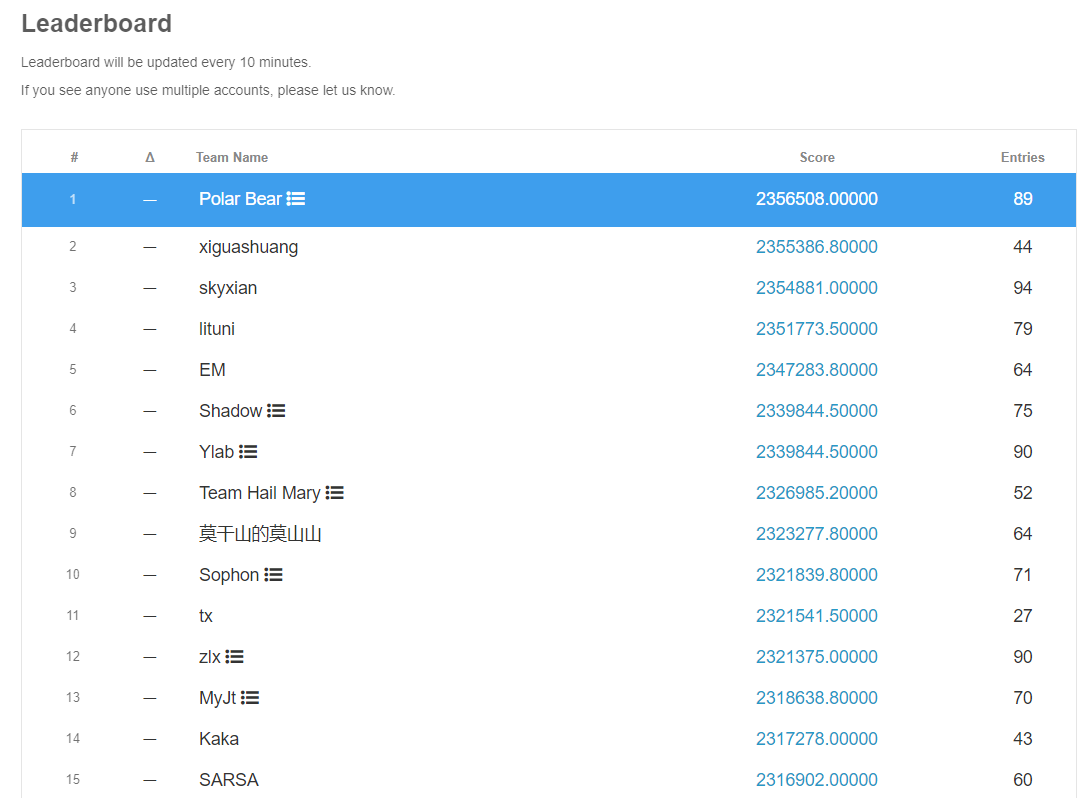 Leaderboard
Leaderboard will be updated every 10 minutes.
If you see anyone use multiple accounts, please let us know.
# Δ Team Name Score Entries
1 — Polar Bear 2356508.00000 89
2 — xiguashuang 2355386.80000 44
3 — skyxian 2354881.00000 94
4 — lituni 2351773.50000 79
5 — EM 2347283.80000 64
6 — Shadow 2339844.50000 75
7 — Ylab 2339844.50000 90
8 — Team Hail Mary 2326985.20000 52
9 — 莫干山的莫山山 2323277.80000 64
10 — Sophon 2321839.80000 71
11 — tx 2321541.50000 27
12 — zlx 2321375.00000 90
13 — MyJt 2318638.80000 70
14 — Kaka 2317278.00000 43
15 — SARSA 2316902.00000 60